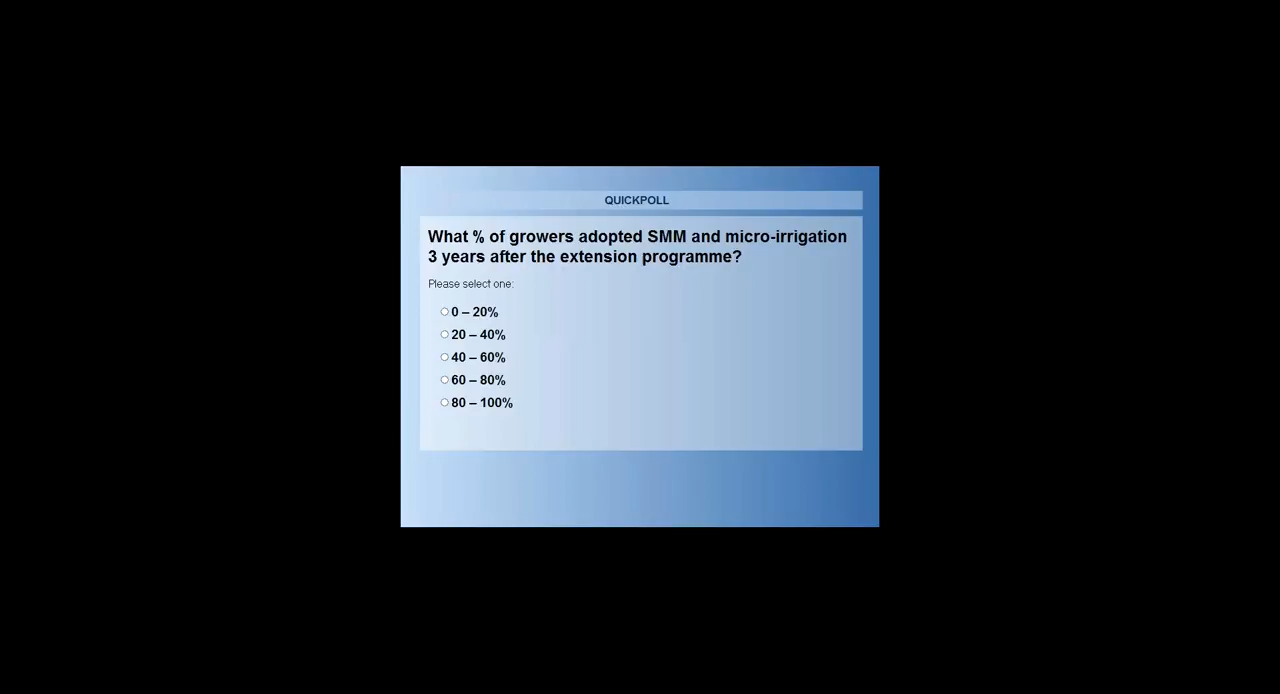 QUICKPOLL
What % of growers adopted SMM and micro-irrigation
3 years after the extension programme?
Please select one:
0 – 20%
20 – 40%
40 – 60%
60 – 80%
80 – 100%